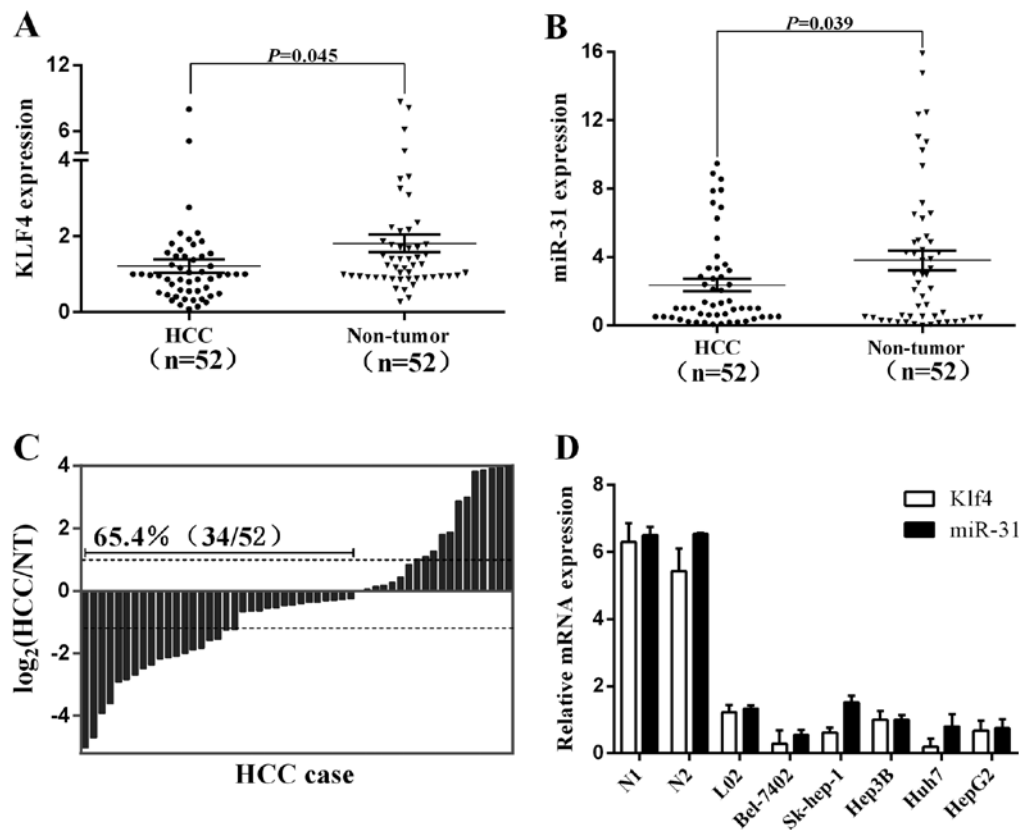 A
P=0.045
KLF4 expression
12
6
4
2
0
HCC
(n=52)
Non-tumor
(n=52)
B
P=0.039
miR-31 expression
16
12
8
4
0
HCC
(n=52)
Non-tumor
(n=52)
C
log2(HCC/NT)
4
2
0
-2
-4
65.4% (34/52)
HCC case
D
Relative mRNA expression
8
6
4
2
0
Klf4
miR-31
N1
N2
L02
Bel-7402
Sk-hep-1
Hep3B
Huh7
HepG2